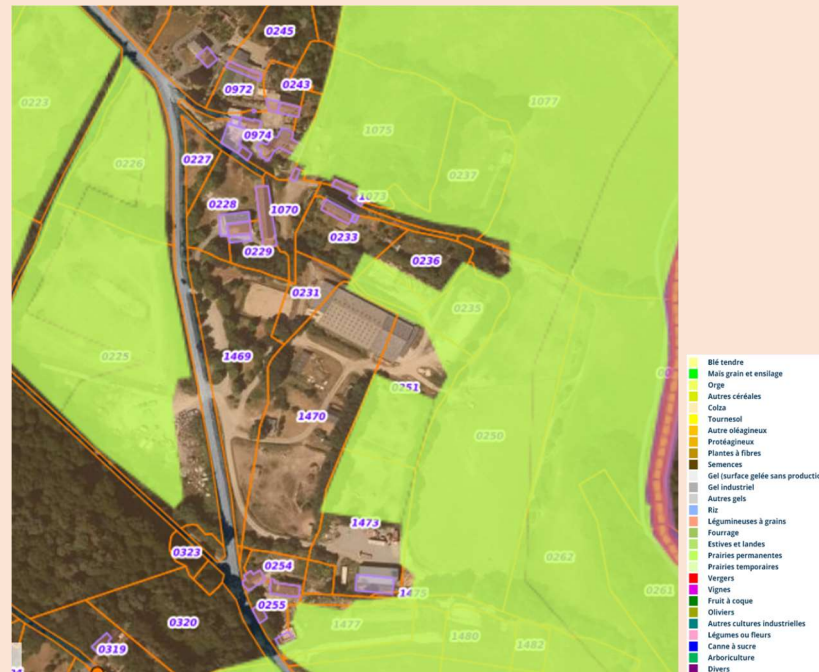 0245
0243
0972
0223
1077
1075
0974
0227
0226
0237
1073
0228
1070
0233
0229
0236
0231
0235
1469
0225
0251
1470
0250
1473
0323
0254
0262
0261
0255
0320
1477
1480
1482
0319
Blé tendre
Maïs grain et ensilage
Orge
Autres céréales
Colza
Tournesol
Autre oléagineux
Protéagineux
Plantes à fibres
Semences
Gel (surface gelée sans productio
Gel industriel
Autres gels
Riz
Légumineuses à grains
Fourrage
Estives et landes
Prairies permanentes
Prairies temporaires
Vergers
Vignes
Fruit à coque
Oliviers
Autres cultures industrielles
Légumes ou fleurs
Canne à sucre
Arboriculture
Divers